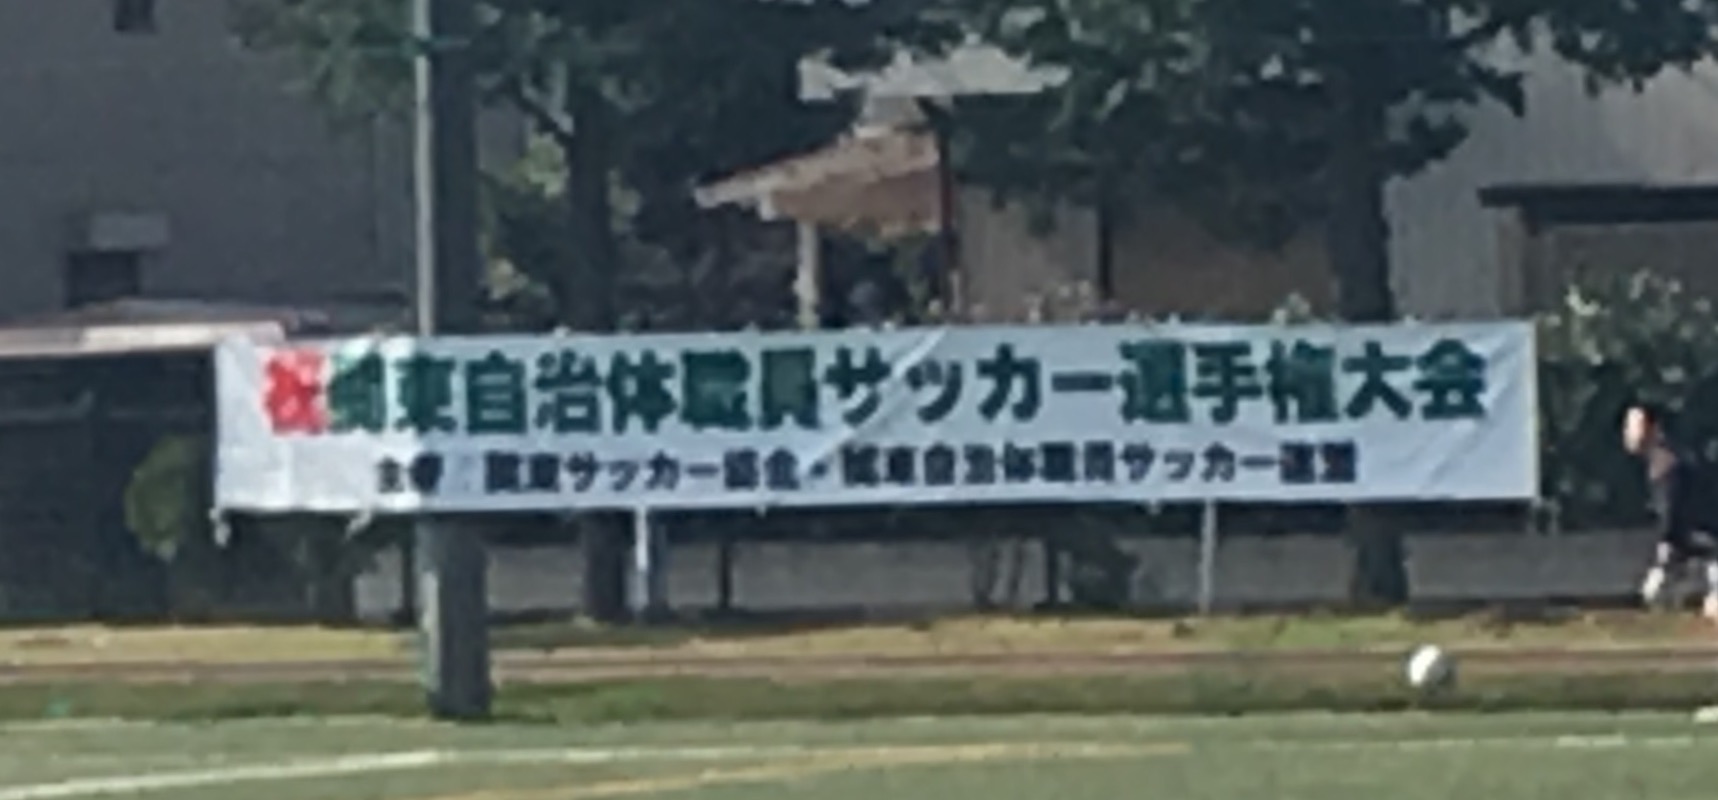 祝関東自治体職員サッカー選手権大会
主催 関東サッカー協会・関東自治体職員サッカー連盟